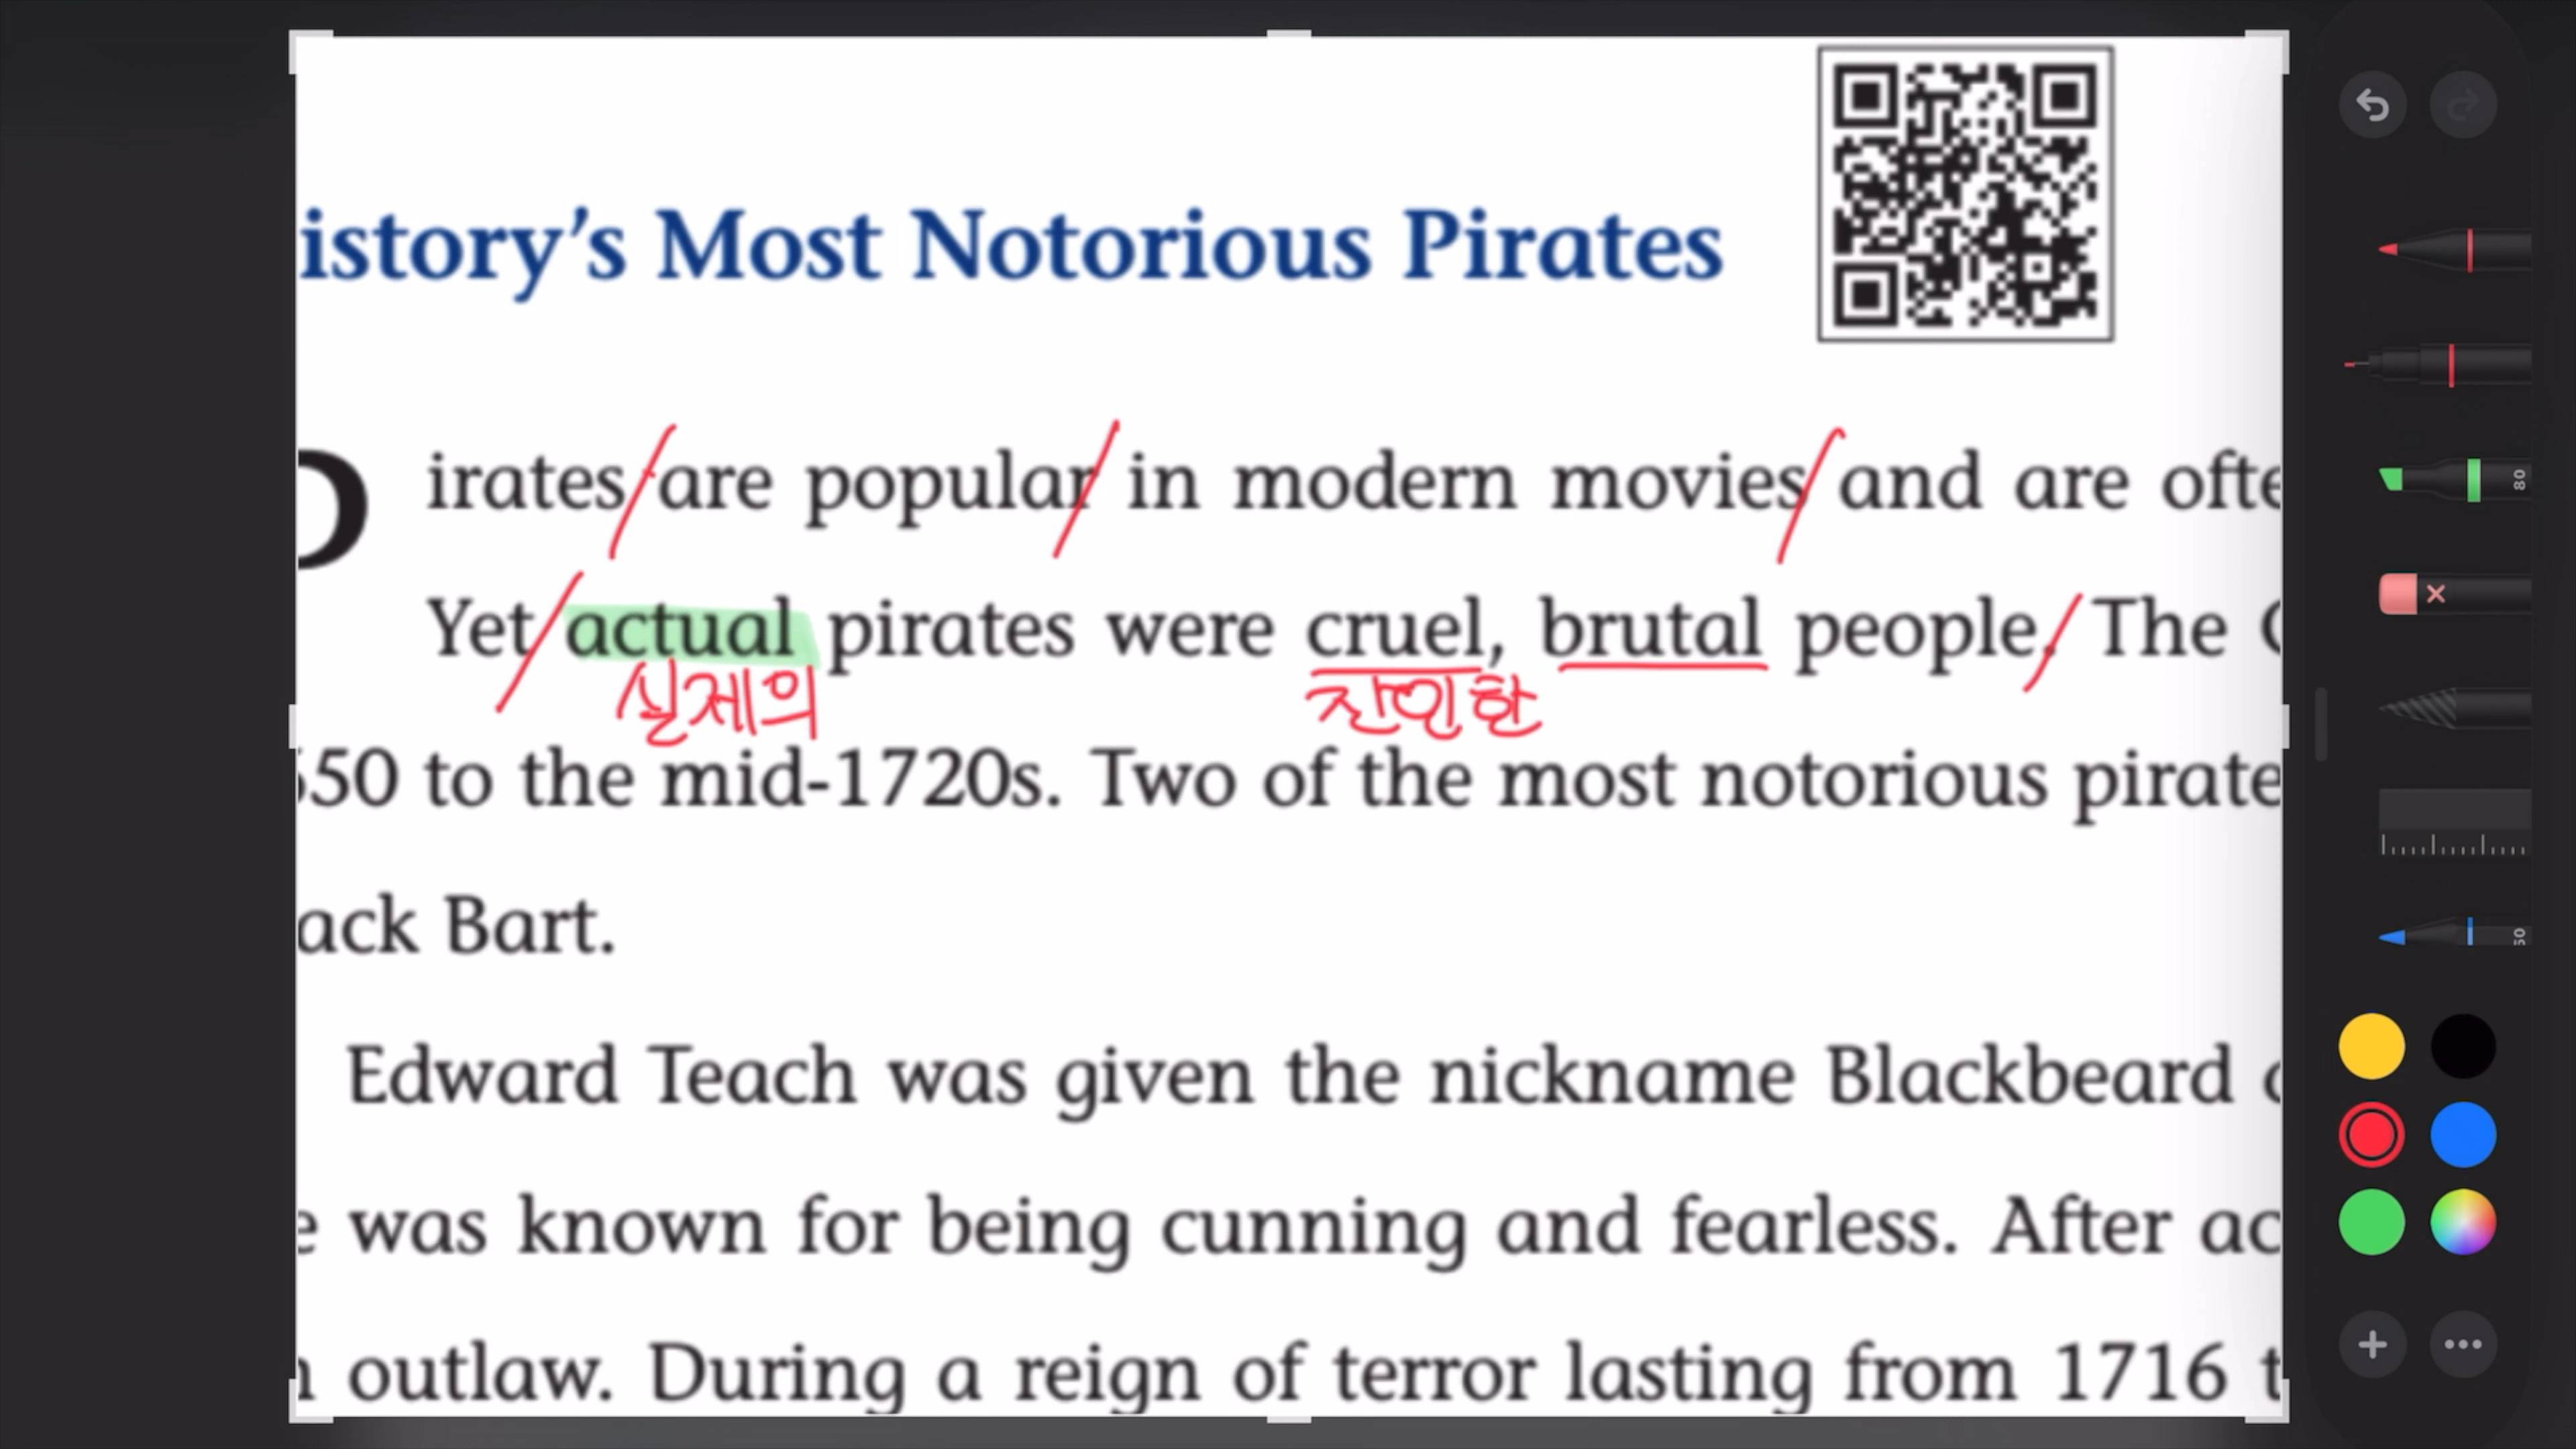 istory's Most Notorious Pirates
irates are popular in modern movies and are ofte
Yet actual pirates were cruel, brutal people. The
실제의 잔인한
50 to the mid-1720s. Two of the most notorious pirate
ack Bart.
Edward Teach was given the nickname Blackbeard
e was known for being cunning and fearless. After ac
outlaw. During a reign of terror lasting from 1716 t
80
50